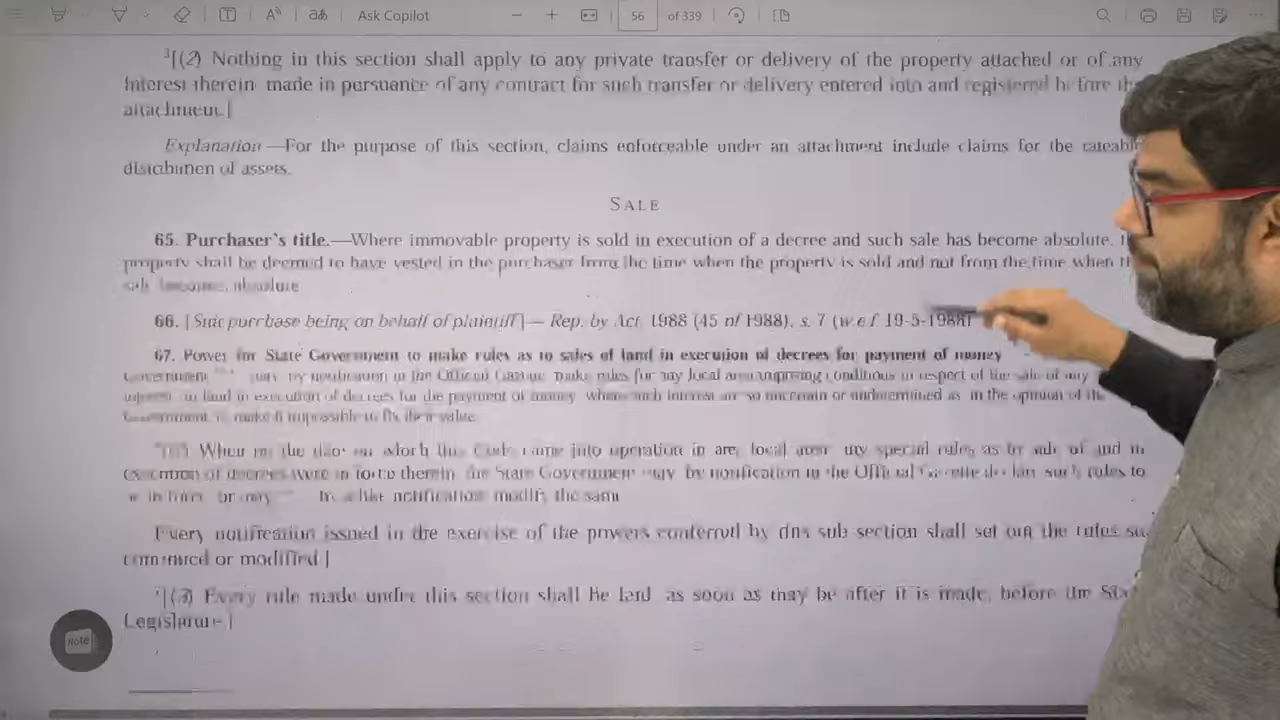 Ask Copilot
56 of 339
³[(2) Nothing in this section shall apply to any private transfer or delivery of the property attached or of any
interest therein, made in pursuance of any contract for such transfer or delivery entered into and registered before the
attachment.]
Explanation.—For the purpose of this section, claims enforceable under an attachment include claims for the rateable
distribution of assets.
SALE
65. Purchaser's title.—Where immovable property is sold in execution of a decree and such sale has become absolute,
property shall be deemed to have vested in the purchaser from the time when the property is sold and not from the time when
sale becomes absolute
66. [Suit purchase being on behalf of plaintiff]— Rep. by Act, 1988 (45 of 1988), s. 7 (w.e.f. 19-5-1988)
67. Power for State Government to make rules as to sales of land in execution of decrees for payment of money
Government may by notification in the Official Gazette make rules for any local area imposing conditions in respect of the sale of any
interest in land in execution of decrees for the payment of money, where such interest are so uncertain or undetermined as, in the opinion of the
Government, to make it impossible to fix their value.
When on the date on which this Code came into operation in any local area any special rules as to sale of land in
execution of decrees were in force therein, the State Government may by notification in the Official Gazette declare such rules to
be in force or may by a like notification modify the same
Every notification issued in the exercise of the powers conferred by this sub-section shall set out the rules so
continued or modified.]
[(3) Every rule made under this section shall be laid, as soon as may be after it is made, before the State
Legislature.]
Note